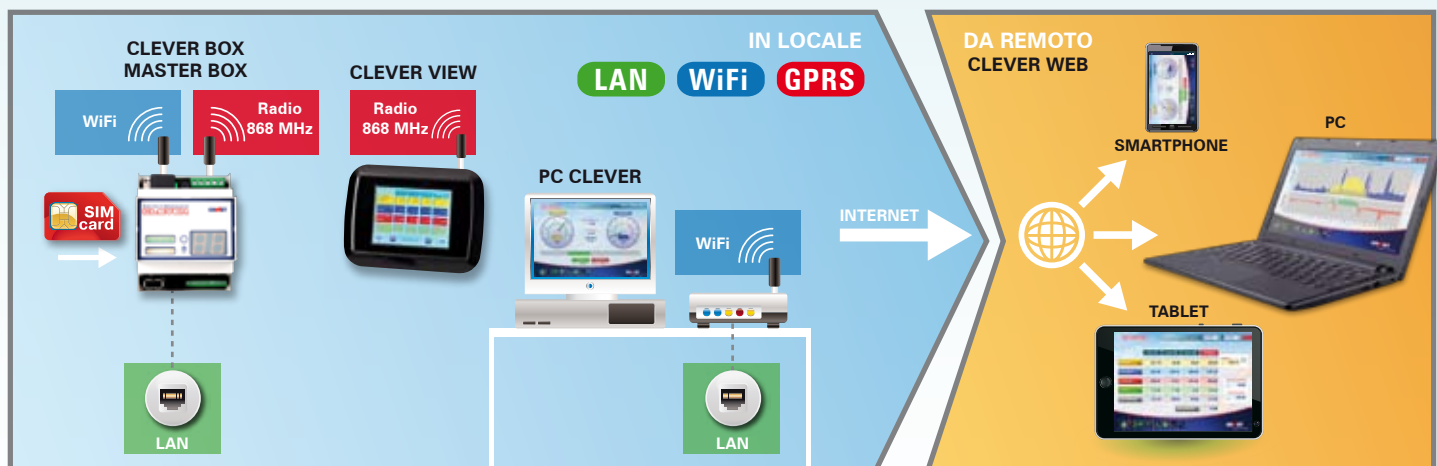 CLEVER BOX
MASTER BOX
WiFi
Radio
868 MHz
SIM
card
LAN
CLEVER VIEW
Radio
868 MHz
IN LOCALE
LAN
WiFi
GPRS
PC CLEVER
WiFi
LAN
INTERNET
DA REMOTO
CLEVER WEB
SMARTPHONE
PC
TABLET